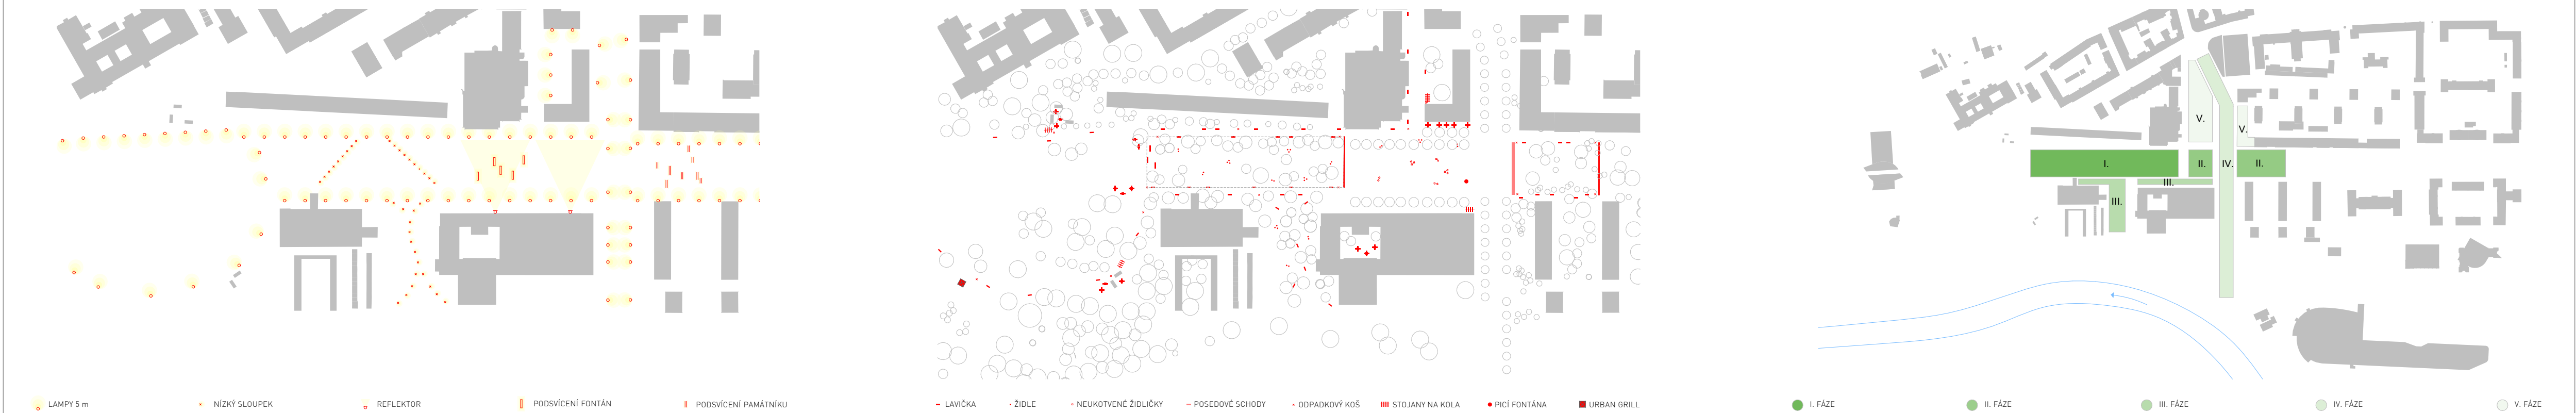 V.
V.
I.
II.
IV.
II.
III.
III.
LAMPY 5 m
NÍZKÝ SLOUPEK
REFLEKTOR
PODSVÍCENÍ FONTÁN
PODSVÍCENÍ PAMÁTNÍKU
LAVIČKA
ŽIDLE
NEUKOTVENÉ ŽIDLIČKY
POSEDOVÉ SCHODY
ODPADKOVÝ KOŠ
STOJANY NA KOLA
PICÍ FONTÁNA
URBAN GRILL
I. FÁZE
II. FÁZE
III. FÁZE
IV. FÁZE
V. FÁZE